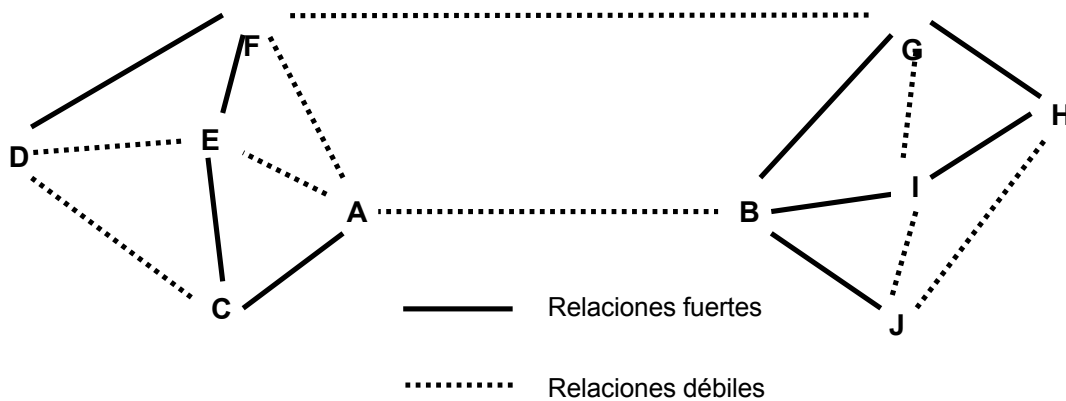 F
G
H
E
D
I
A
B
C
J
Relaciones fuertes
Relaciones débiles